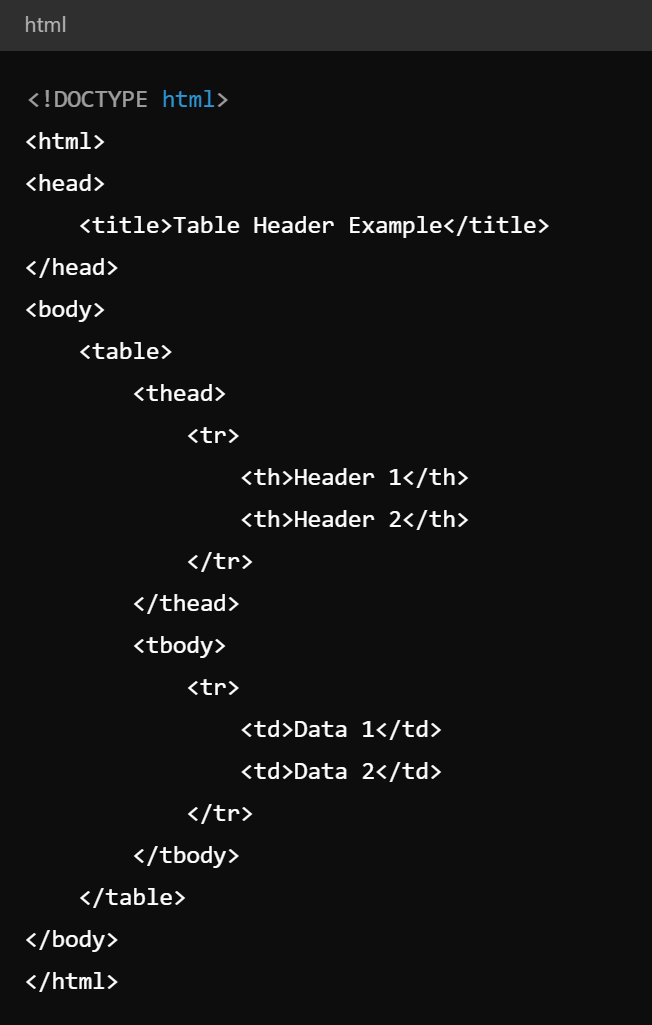 html
<!DOCTYPE html>
<html>
<head>
    <title>Table Header Example</title>
</head>
<body>
    <table>
        <thead>
            <tr>
                <th>Header 1</th>
                <th>Header 2</th>
            </tr>
        </thead>
        <tbody>
            <tr>
                <td>Data 1</td>
                <td>Data 2</td>
            </tr>
        </tbody>
    </table>
</body>
</html>